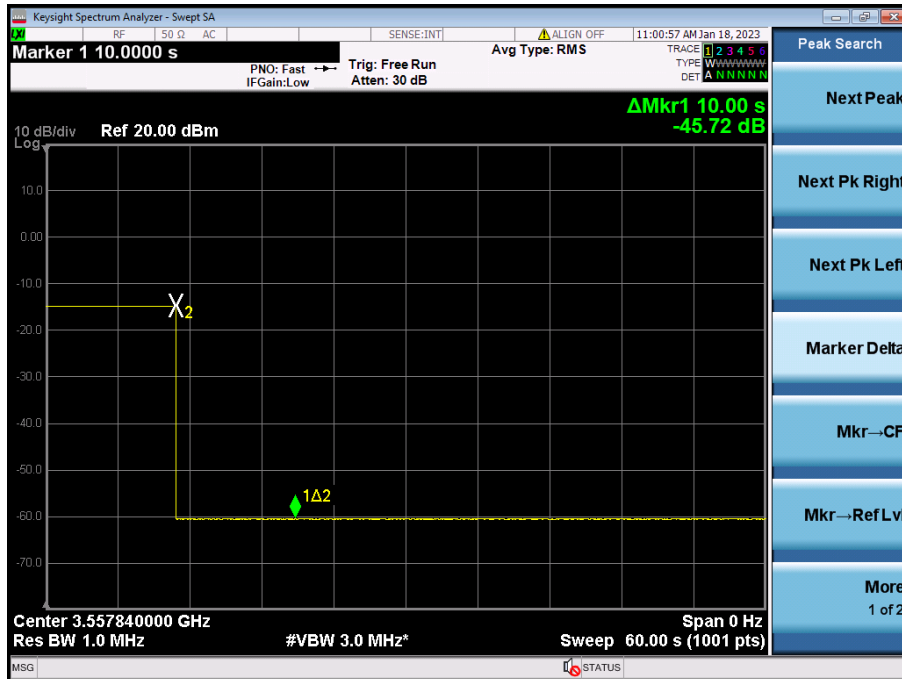 Keysight Spectrum Analyzer - Swept SA
LXI RF 50 Ω AC SENSE:INT ALIGN OFF 11:00:57 AM Jan 18, 2023
Marker 1 10.0000 s
PNO: Fast
IFGain:Low
Trig: Free Run
Atten: 30 dB
Avg Type: RMS
TRACE 1 2 3 4 5 6
TYPE WWWWWW
DET A N N N N N
ΔMkr1 10.00 s
-45.72 dB
10 dB/div Ref 20.00 dBm
Log
10.0
0.00
-10.0
2
-20.0
-30.0
-40.0
-50.0
1Δ2
-60.0
-70.0
Center 3.557840000 GHz Span 0 Hz
Res BW 1.0 MHz #VBW 3.0 MHz* Sweep 60.00 s (1001 pts)
MSG STATUS
Peak Search
Next Peak
Next Pk Right
Next Pk Left
Marker Delta
Mkr→CF
Mkr→Ref Lvl
More
1 of 2